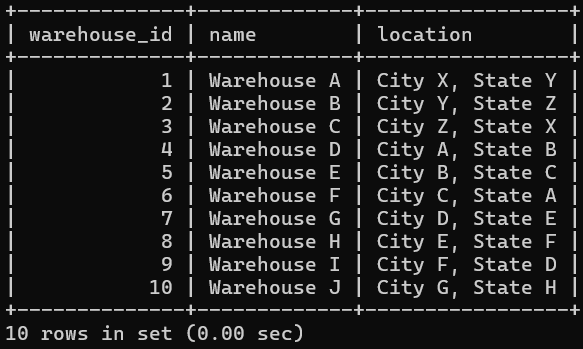 +--------------+-------------+-----------------+
| warehouse_id | name        | location        |
+--------------+-------------+-----------------+
|            1 | Warehouse A | City X, State Y |
|            2 | Warehouse B | City Y, State Z |
|            3 | Warehouse C | City Z, State X |
|            4 | Warehouse D | City A, State B |
|            5 | Warehouse E | City B, State C |
|            6 | Warehouse F | City C, State A |
|            7 | Warehouse G | City D, State E |
|            8 | Warehouse H | City E, State F |
|            9 | Warehouse I | City F, State D |
|           10 | Warehouse J | City G, State H |
+--------------+-------------+-----------------+
10 rows in set (0.00 sec)